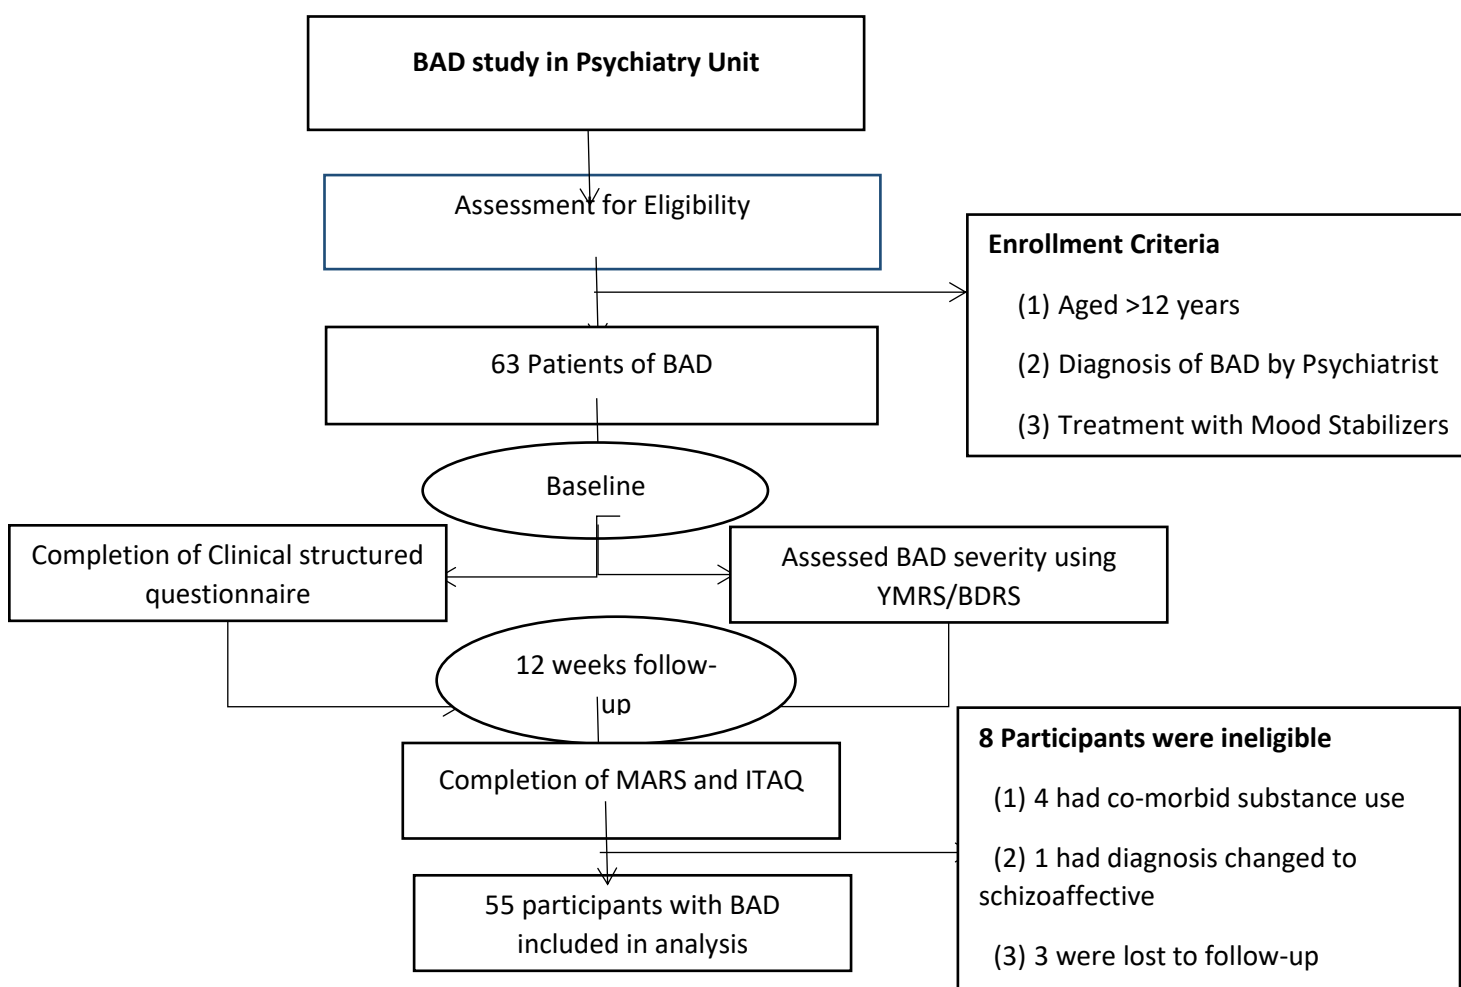 BAD study in Psychiatry Unit
Assessment for Eligibility
Enrollment Criteria
(1) Aged >12 years
(2) Diagnosis of BAD by Psychiatrist
(3) Treatment with Mood Stabilizers
63 Patients of BAD
Baseline
Completion of Clinical structured
questionnaire
Assessed BAD severity using
YMRS/BDRS
12 weeks follow-
up
Completion of MARS and ITAQ
8 Participants were ineligible
(1) 4 had co-morbid substance use
(2) 1 had diagnosis changed to
schizoaffective
(3) 3 were lost to follow-up
55 participants with BAD
included in analysis